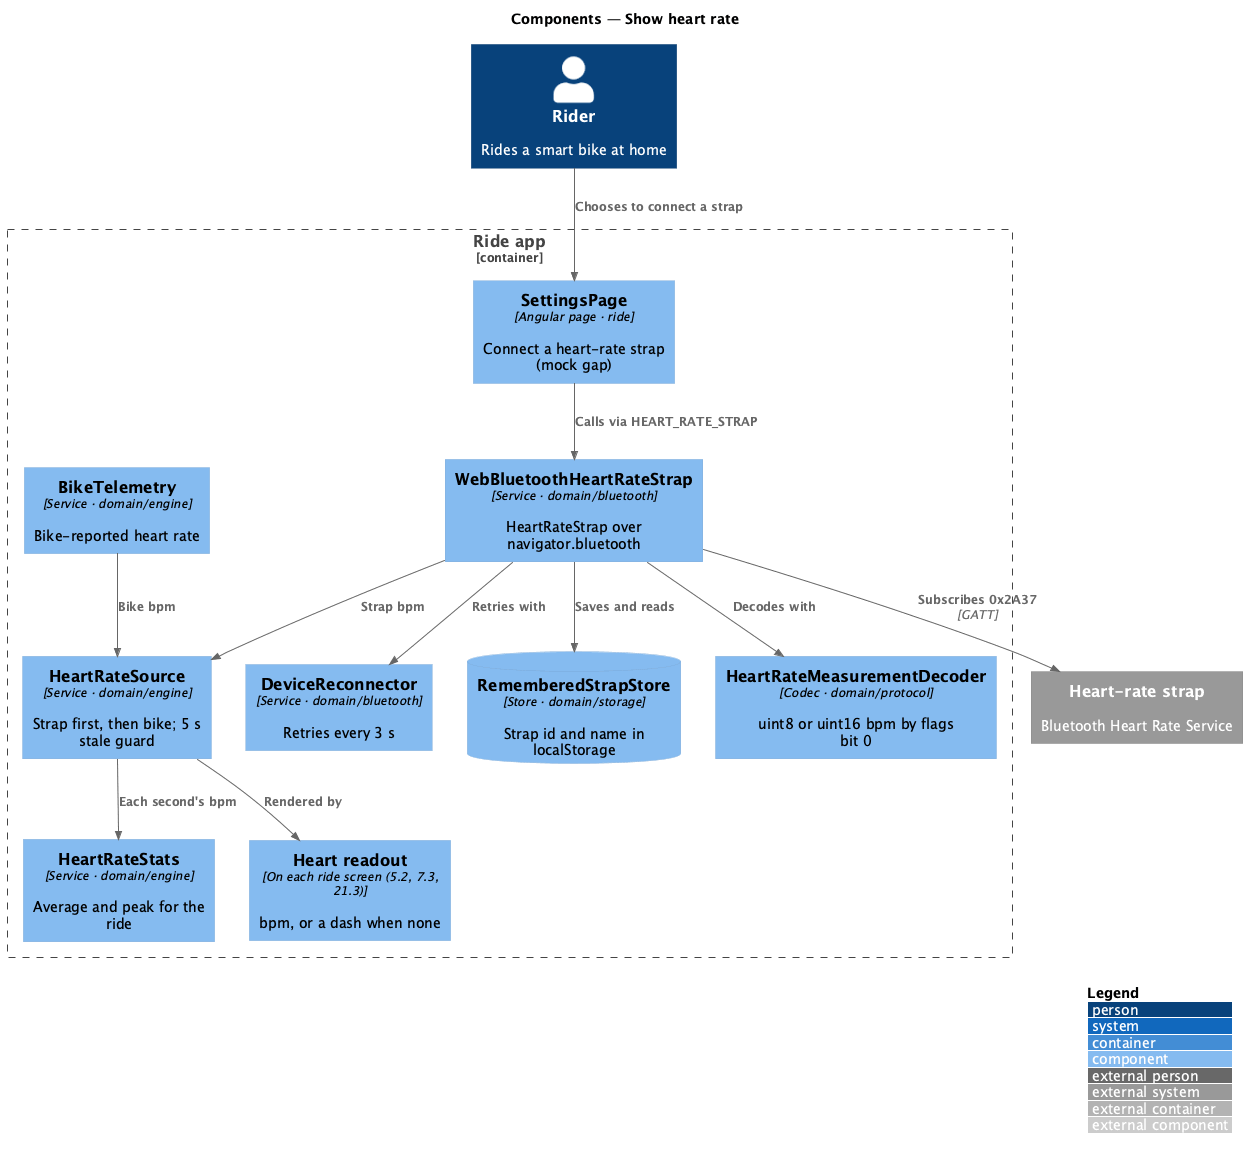 Components — Show heart rate
Rider
Rides a smart bike at home
Chooses to connect a strap
Ride app
[container]
SettingsPage
[Angular page · ride]
Connect a heart-rate strap
(mock gap)
Calls via HEART_RATE_STRAP
BikeTelemetry
[Service · domain/engine]
Bike-reported heart rate
WebBluetoothHeartRateStrap
[Service · domain/bluetooth]
HeartRateStrap over
navigator.bluetooth
Bike bpm
Strap bpm
Retries with
Saves and reads
Decodes with
Subscribes 0x2A37
[GATT]
HeartRateSource
[Service · domain/engine]
Strap first, then bike; 5 s
stale guard
DeviceReconnector
[Service · domain/bluetooth]
Retries every 3 s
RememberedStrapStore
[Store · domain/storage]
Strap id and name in
localStorage
HeartRateMeasurementDecoder
[Codec · domain/protocol]
uint8 or uint16 bpm by flags
bit 0
Heart-rate strap
Bluetooth Heart Rate Service
Each second's bpm
Rendered by
HeartRateStats
[Service · domain/engine]
Average and peak for the
ride
Heart readout
[On each ride screen (5.2, 7.3,
21.3)]
bpm, or a dash when none
Legend
person
system
container
component
external person
external system
external container
external component